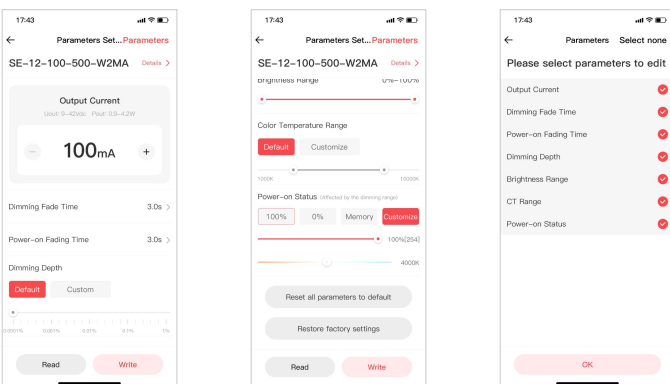 17:43
Parameters Set...Parameters
SE-12-100-500-W2MA Details >
Output Current
Uout: 9-42Vdc Pout: 0.9-4.2W
− 100mA +
Dimming Fade Time 3.0s >
Power-on Fading Time 3.0s >
Dimming Depth
Default Custom
0.0001% 0.001% 0.01% 0.1% 1%
Read Write
17:43
Parameters Set...Parameters
SE-12-100-500-W2MA Details >
Brightness Range 0%-100%
Color Temperature Range
Default Customize
1000K 10000K
Power-on Status (Affected by the dimming range)
100% 0% Memory Customize
100%[254]
4000K
Reset all parameters to default
Restore factory settings
Read Write
17:43
Parameters Select none
Please select parameters to edit
Output Current
Dimming Fade Time
Power-on Fading Time
Dimming Depth
Brightness Range
CT Range
Power-on Status
OK